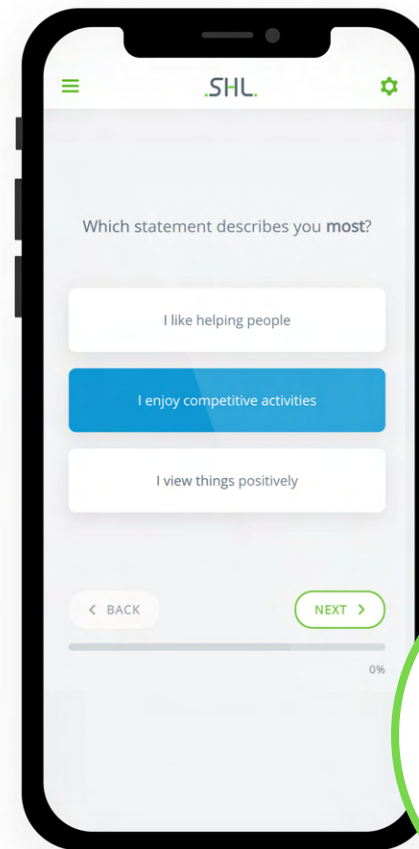 .SHL.
Which statement describes you most?
I like helping people
I enjoy competitive activities
I view things positively
BACK
NEXT
0%